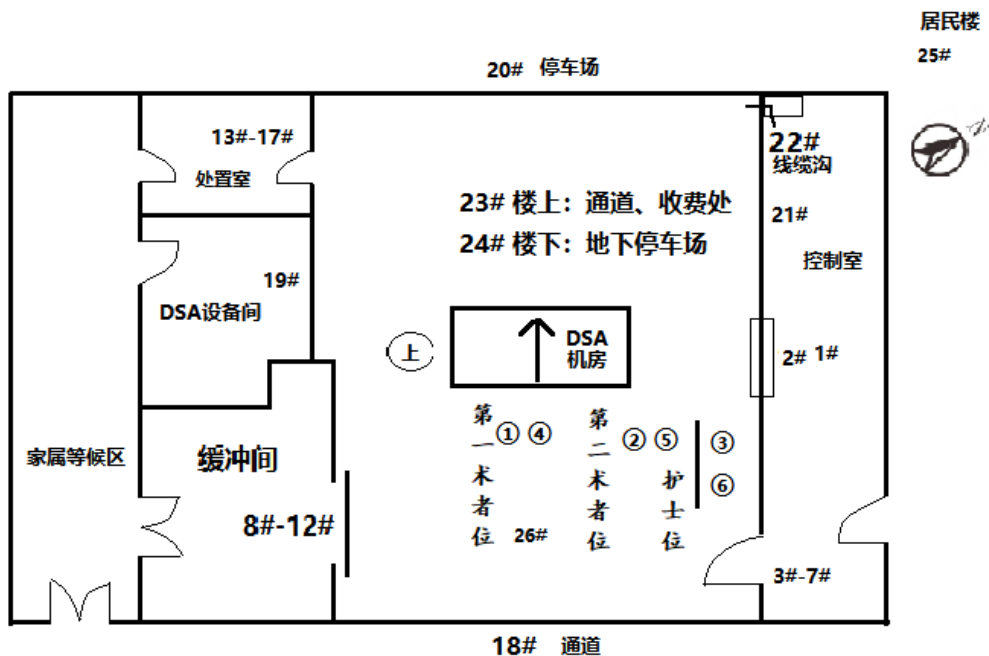 居民楼
25#
20# 停车场
13#-17#
处置室
22#
线缆沟
23# 楼上：通道、收费处
24# 楼下：地下停车场
21#
控制室
19#
DSA设备间
上
DSA
机房
2# 1#
家属等候区
缓冲间
8#-12#
第一术者位
① ④
26#
第二术者位
② ⑤
护士位
③
⑥
3#-7#
18# 通道